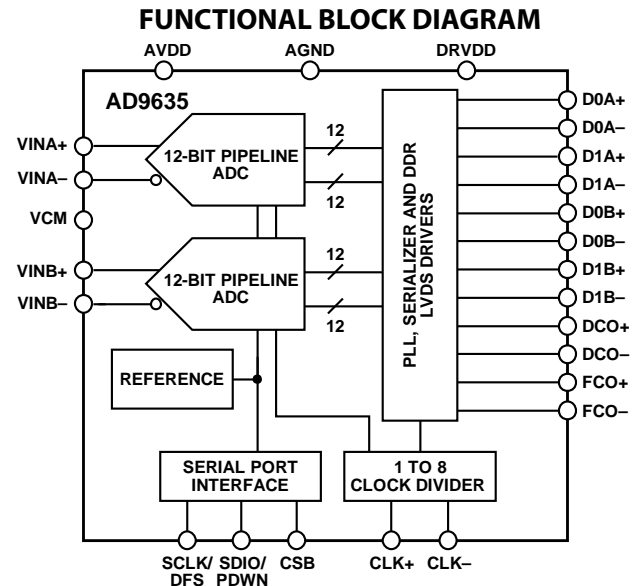 FUNCTIONAL BLOCK DIAGRAM
AVDD AGND DRVDD
AD9635
VINA+
VINA–
VCM
VINB+
VINB–
12-BIT PIPELINE
ADC
12
12
12-BIT PIPELINE
ADC
12
12
REFERENCE
PLL, SERIALIZER AND DDR
LVDS DRIVERS
D0A+
D0A–
D1A+
D1A–
D0B+
D0B–
D1B+
D1B–
DCO+
DCO–
FCO+
FCO–
SERIAL PORT
INTERFACE
1 TO 8
CLOCK DIVIDER
SCLK/
DFS
SDIO/
PDWN
CSB
CLK+
CLK–